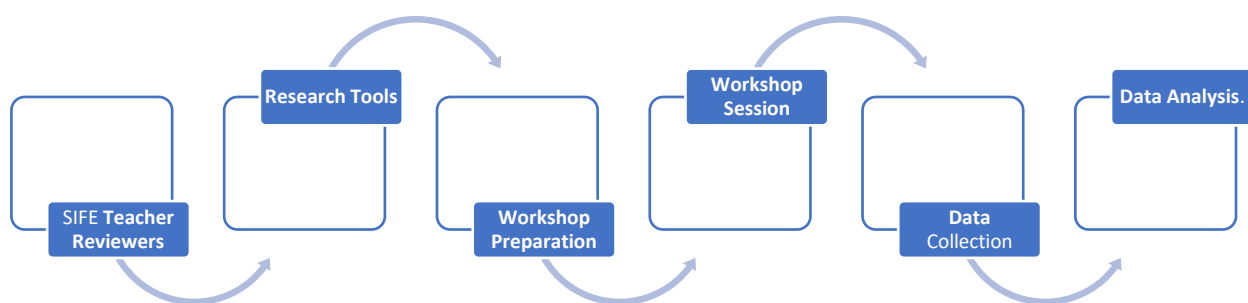 SIFE Teacher
Reviewers
Research Tools
Workshop
Preparation
Workshop
Session
Data
Collection
Data Analysis.